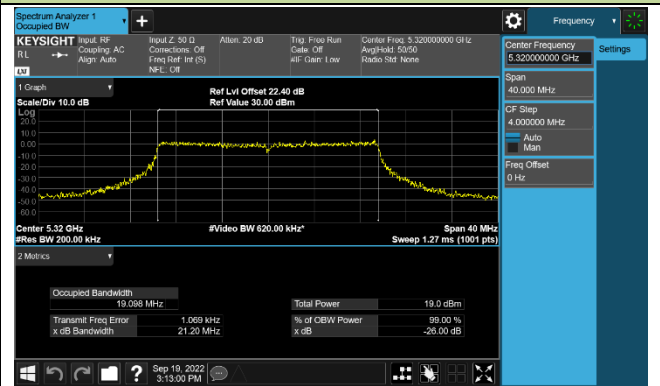 Spectrum Analyzer 1
Occupied BW
Frequency
KEYSIGHT
RL
LXI
Input: RF
Coupling: AC
Align: Auto
Input Z: 50 Ω
Corrections: Off
Freq Ref: Int (S)
NFE: Off
Atten: 20 dB
Trig: Free Run
Gate: Off
#IF Gain: Low
Center Freq: 5.320000000 GHz
Avg|Hold: 50/50
Radio Std: None
Center Frequency
5.320000000 GHz
Settings
Span
40.000 MHz
CF Step
4.000000 MHz
Auto
Man
Freq Offset
0 Hz
1 Graph
Scale/Div 10.0 dB
Ref Lvl Offset 22.40 dB
Ref Value 30.00 dBm
Log
20.0
10.0
0.00
-10.0
-20.0
-30.0
-40.0
-50.0
-60.0
Center 5.32 GHz
#Res BW 200.00 kHz
#Video BW 620.00 kHz*
Span 40 MHz
Sweep 1.27 ms (1001 pts)
2 Metrics
Occupied Bandwidth
19.098 MHz
Total Power 19.0 dBm
Transmit Freq Error 1.069 kHz
% of OBW Power 99.00 %
x dB Bandwidth 21.20 MHz
x dB -26.00 dB
?
Sep 19, 2022
3:13:00 PM